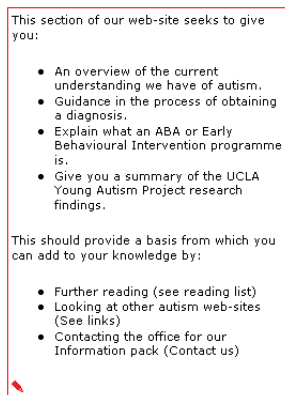 This section of our web-site seeks to give
you:
● An overview of the current
understanding we have of autism.
● Guidance in the process of obtaining
a diagnosis.
● Explain what an ABA or Early
Behavioural Intervention programme
is.
● Give you a summary of the UCLA
Young Autism Project research
findings.
This should provide a basis from which you
can add to your knowledge by:
● Further reading (see reading list)
● Looking at other autism web-sites
(See links)
● Contacting the office for our
Information pack (Contact us)